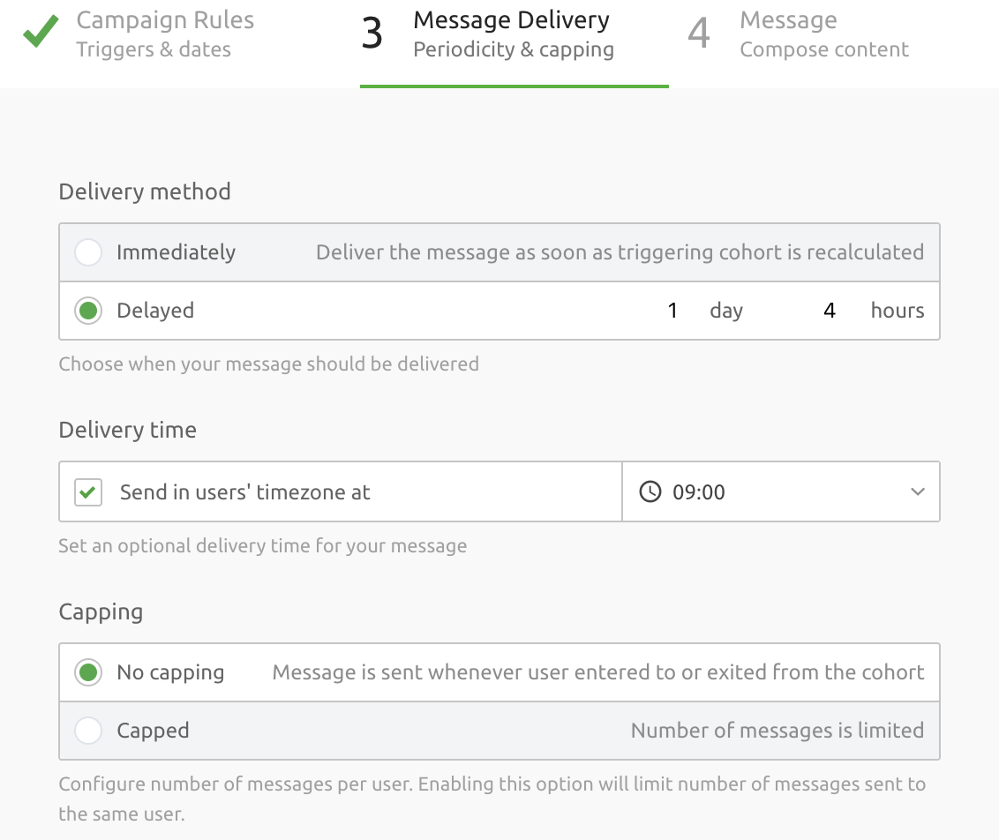 Campaign Rules
Triggers & dates
3
Message Delivery
Periodicity & capping
4
Message
Compose content
Delivery method
Immediately Deliver the message as soon as triggering cohort is recalculated
Delayed 1 day 4 hours
Choose when your message should be delivered
Delivery time
Send in users' timezone at 09:00
Set an optional delivery time for your message
Capping
No capping Message is sent whenever user entered to or exited from the cohort
Capped Number of messages is limited
Configure number of messages per user. Enabling this option will limit number of messages sent to
the same user.